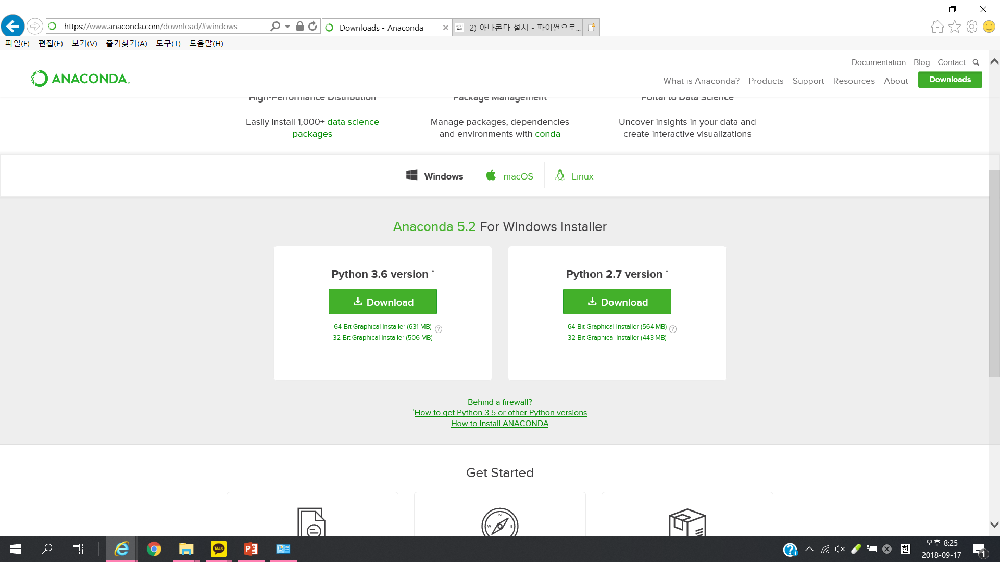 https://www.anaconda.com/download/#windows
Downloads - Anaconda
2) 아나콘다 설치 - 파이썬으로...
파일(F) 편집(E) 보기(V) 즐겨찾기(A) 도구(T) 도움말(H)
Documentation Blog Contact
ANACONDA
What is Anaconda? Products Support Resources About Downloads
High-Performance Distribution
Package Management
Portal to Data Science
Easily install 1,000+ data science
packages
Manage packages, dependencies
and environments with conda
Uncover insights in your data and
create interactive visualizations
Windows macOS Linux
Anaconda 5.2 For Windows Installer
Python 3.6 version *
Download
64-Bit Graphical Installer (631 MB) ?
32-Bit Graphical Installer (506 MB)
Python 2.7 version *
Download
64-Bit Graphical Installer (564 MB) ?
32-Bit Graphical Installer (443 MB)
Behind a firewall?
*How to get Python 3.5 or other Python versions
How to Install ANACONDA
Get Started
N
W E
TALK
한
오후 8:25
2018-09-17
1